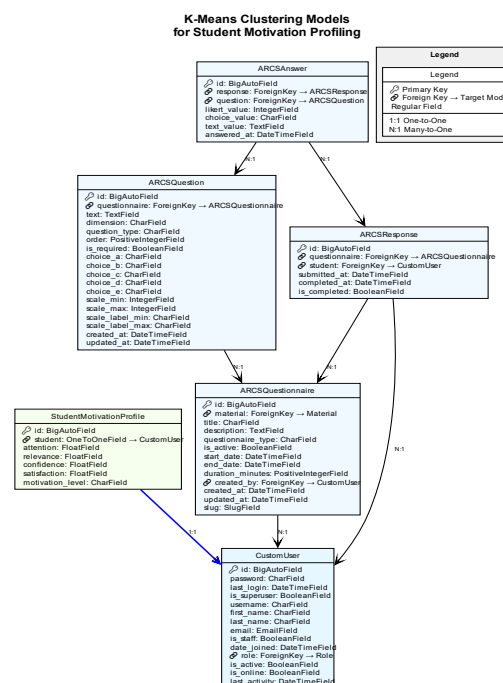 K-Means Clustering Models
for Student Motivation Profiling
Legend
Legend
Primary Key
Foreign Key → Target Mod
Regular Field
1:1 One-to-One
N:1 Many-to-One
ARCSAnswer
id: BigAutoField
response: ForeignKey → ARCSResponse
question: ForeignKey → ARCSQuestion
likert_value: IntegerField
choice_value: CharField
text_value: TextField
answered_at: DateTimeField
N:1
N:1
ARCSQuestion
id: BigAutoField
questionnaire: ForeignKey → ARCSQuestionnaire
text: TextField
dimension: CharField
question_type: CharField
order: PositiveIntegerField
is_required: BooleanField
choice_a: CharField
choice_b: CharField
choice_c: CharField
choice_d: CharField
choice_e: CharField
scale_min: IntegerField
scale_max: IntegerField
scale_label_min: CharField
scale_label_max: CharField
created_at: DateTimeField
updated_at: DateTimeField
ARCSResponse
id: BigAutoField
questionnaire: ForeignKey → ARCSQuestionnaire
student: ForeignKey → CustomUser
submitted_at: DateTimeField
completed_at: DateTimeField
is_completed: BooleanField
N:1
N:1
N:1
ARCSQuestionnaire
id: BigAutoField
material: ForeignKey → Material
title: CharField
description: TextField
questionnaire_type: CharField
is_active: BooleanField
start_date: DateTimeField
end_date: DateTimeField
duration_minutes: PositiveIntegerField
created_by: ForeignKey → CustomUser
created_at: DateTimeField
updated_at: DateTimeField
slug: SlugField
StudentMotivationProfile
id: BigAutoField
student: OneToOneField → CustomUser
attention: FloatField
relevance: FloatField
confidence: FloatField
satisfaction: FloatField
motivation_level: CharField
1:1
N:1
CustomUser
id: BigAutoField
password: CharField
last_login: DateTimeField
is_superuser: BooleanField
username: CharField
first_name: CharField
last_name: CharField
email: EmailField
is_staff: BooleanField
date_joined: DateTimeField
role: ForeignKey → Role
is_active: BooleanField
is_online: BooleanField
last_activity: DateTimeField